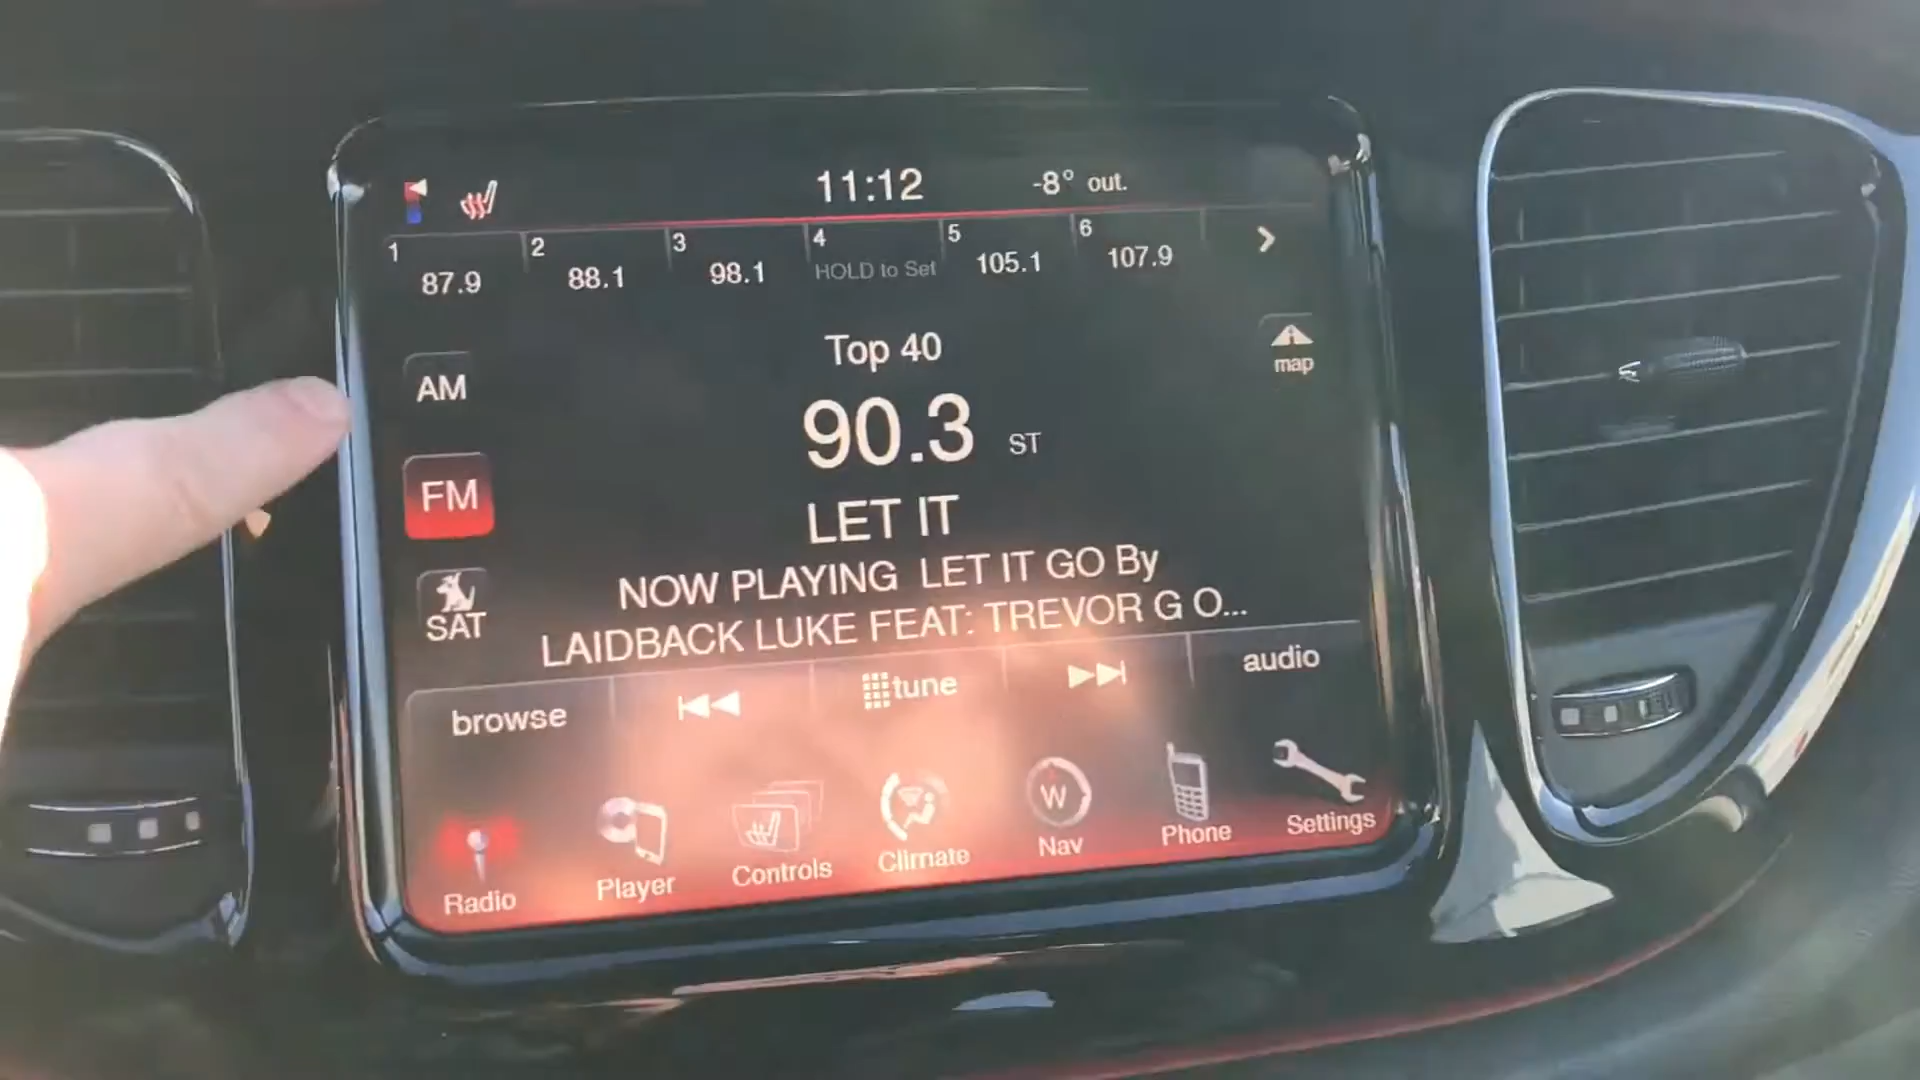 11:12
-8° out.
1 87.9
2 88.1
3 98.1
4 HOLD to Set
5 105.1
6 107.9
Top 40
map
AM
90.3 ST
FM
LET IT
NOW PLAYING LET IT GO By
LAIDBACK LUKE FEAT: TREVOR G O...
SAT
browse
tune
audio
Radio
Player
Controls
Climate
W
Nav
Phone
Settings